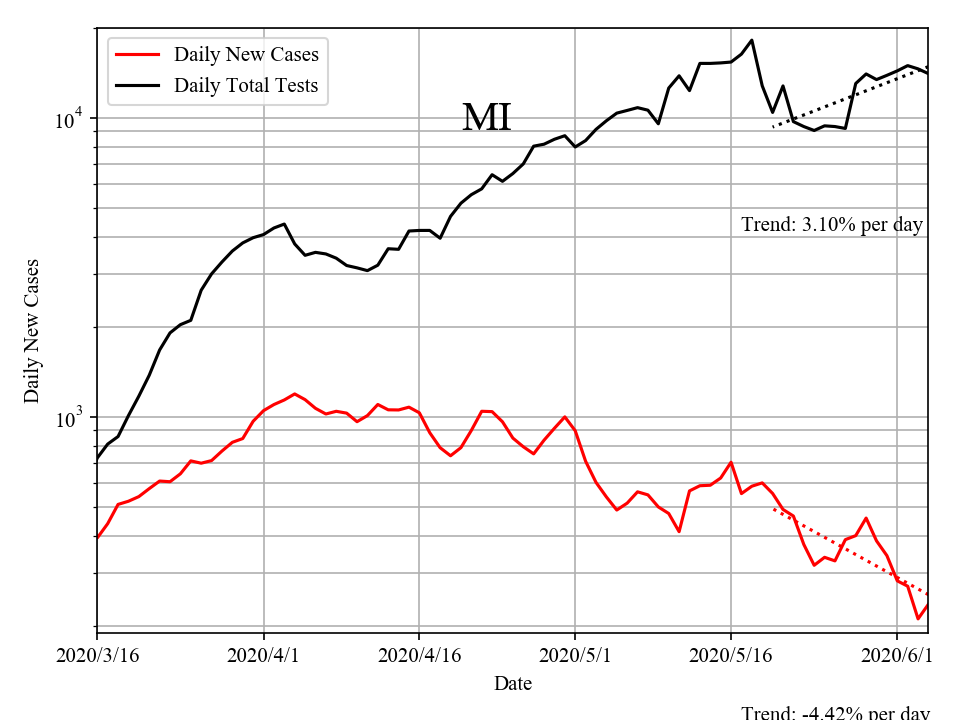 Daily New Cases
Daily Total Tests
MI
10^4
Trend: 3.10% per day
Daily New Cases
10^3
2020/3/16
2020/4/1
2020/4/16
2020/5/1
2020/5/16
2020/6/1
Date
Trend: -4.42% per day